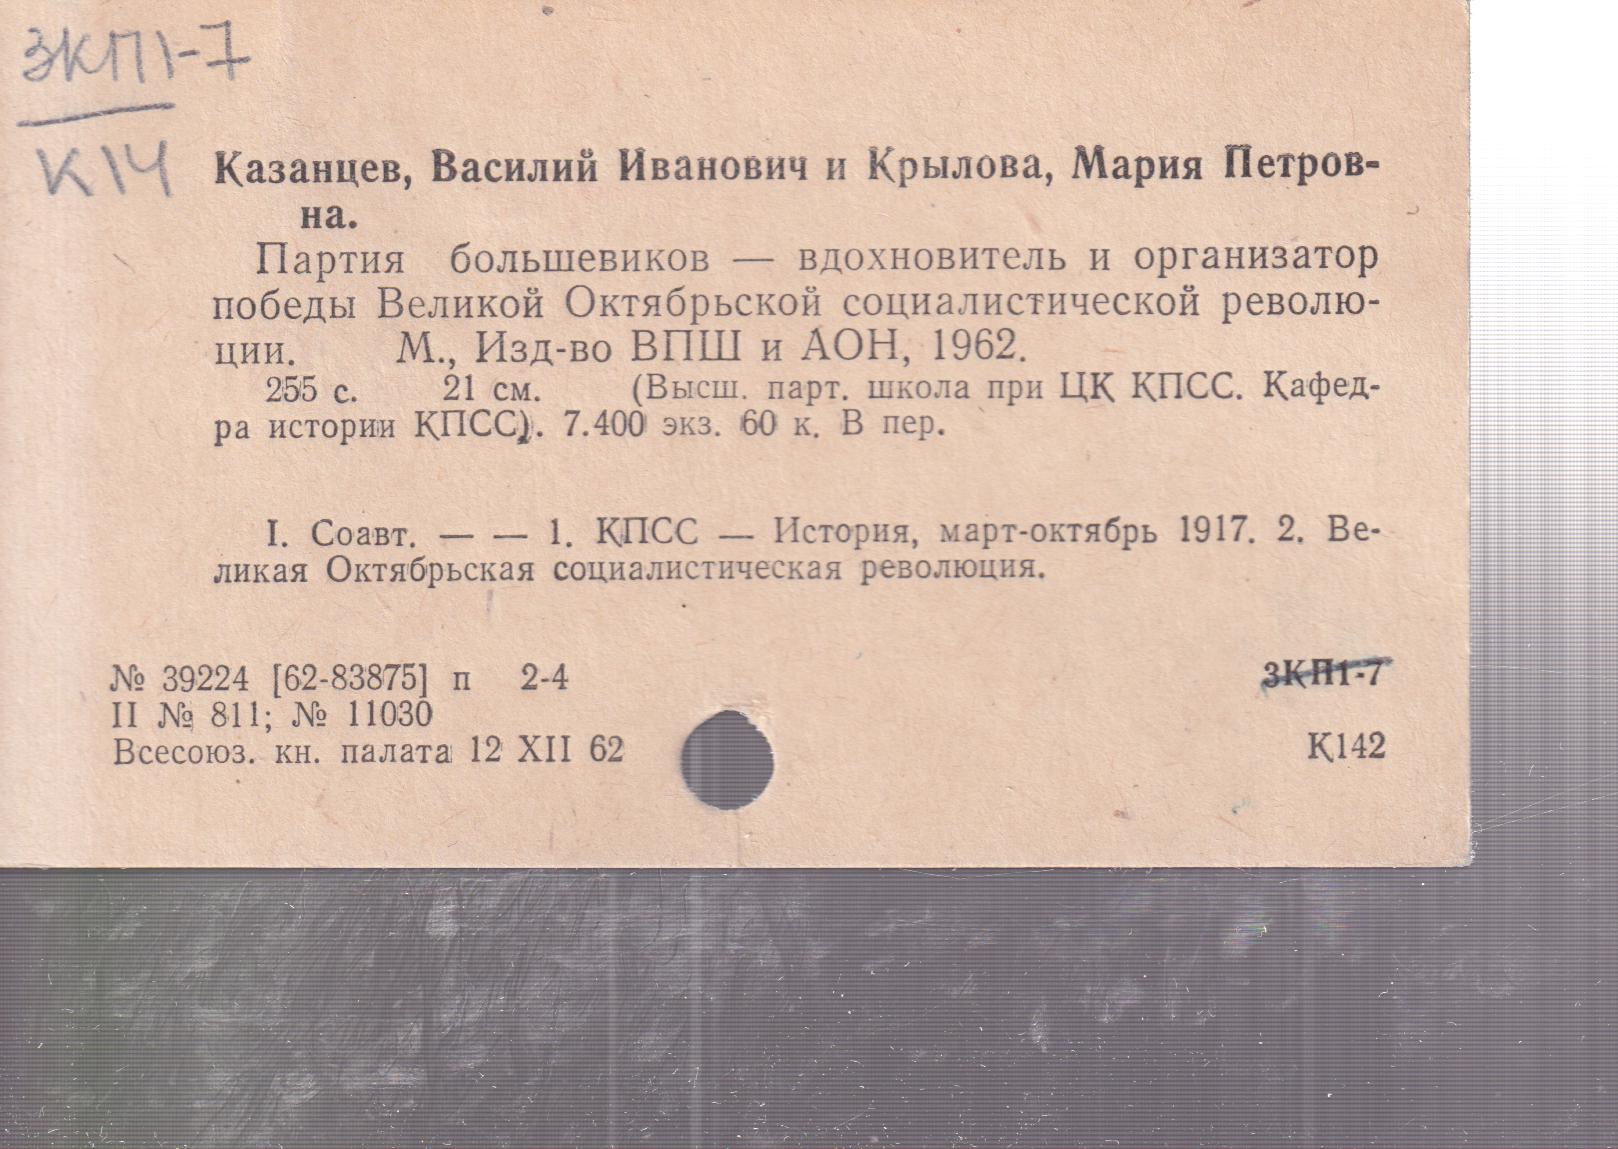 3КП1-7
К14
Казанцев, Василий Иванович и Крылова, Мария Петров-
на.
Партия большевиков — вдохновитель и организатор
победы Великой Октябрьской социалистической револю-
ции. М., Изд-во ВПШ и АОН, 1962.
255 с. 21 см. (Высш. парт. школа при ЦК КПСС. Кафед-
ра истории КПСС). 7.400 экз. 60 к. В пер.
I. Соавт. — — 1. КПСС — История, март-октябрь 1917. 2. Ве-
ликая Октябрьская социалистическая революция.
№ 39224 [62-83875] п 2-4
3КП1-7
II № 811; № 11030
Всесоюз. кн. палата 12 XII 62
К142